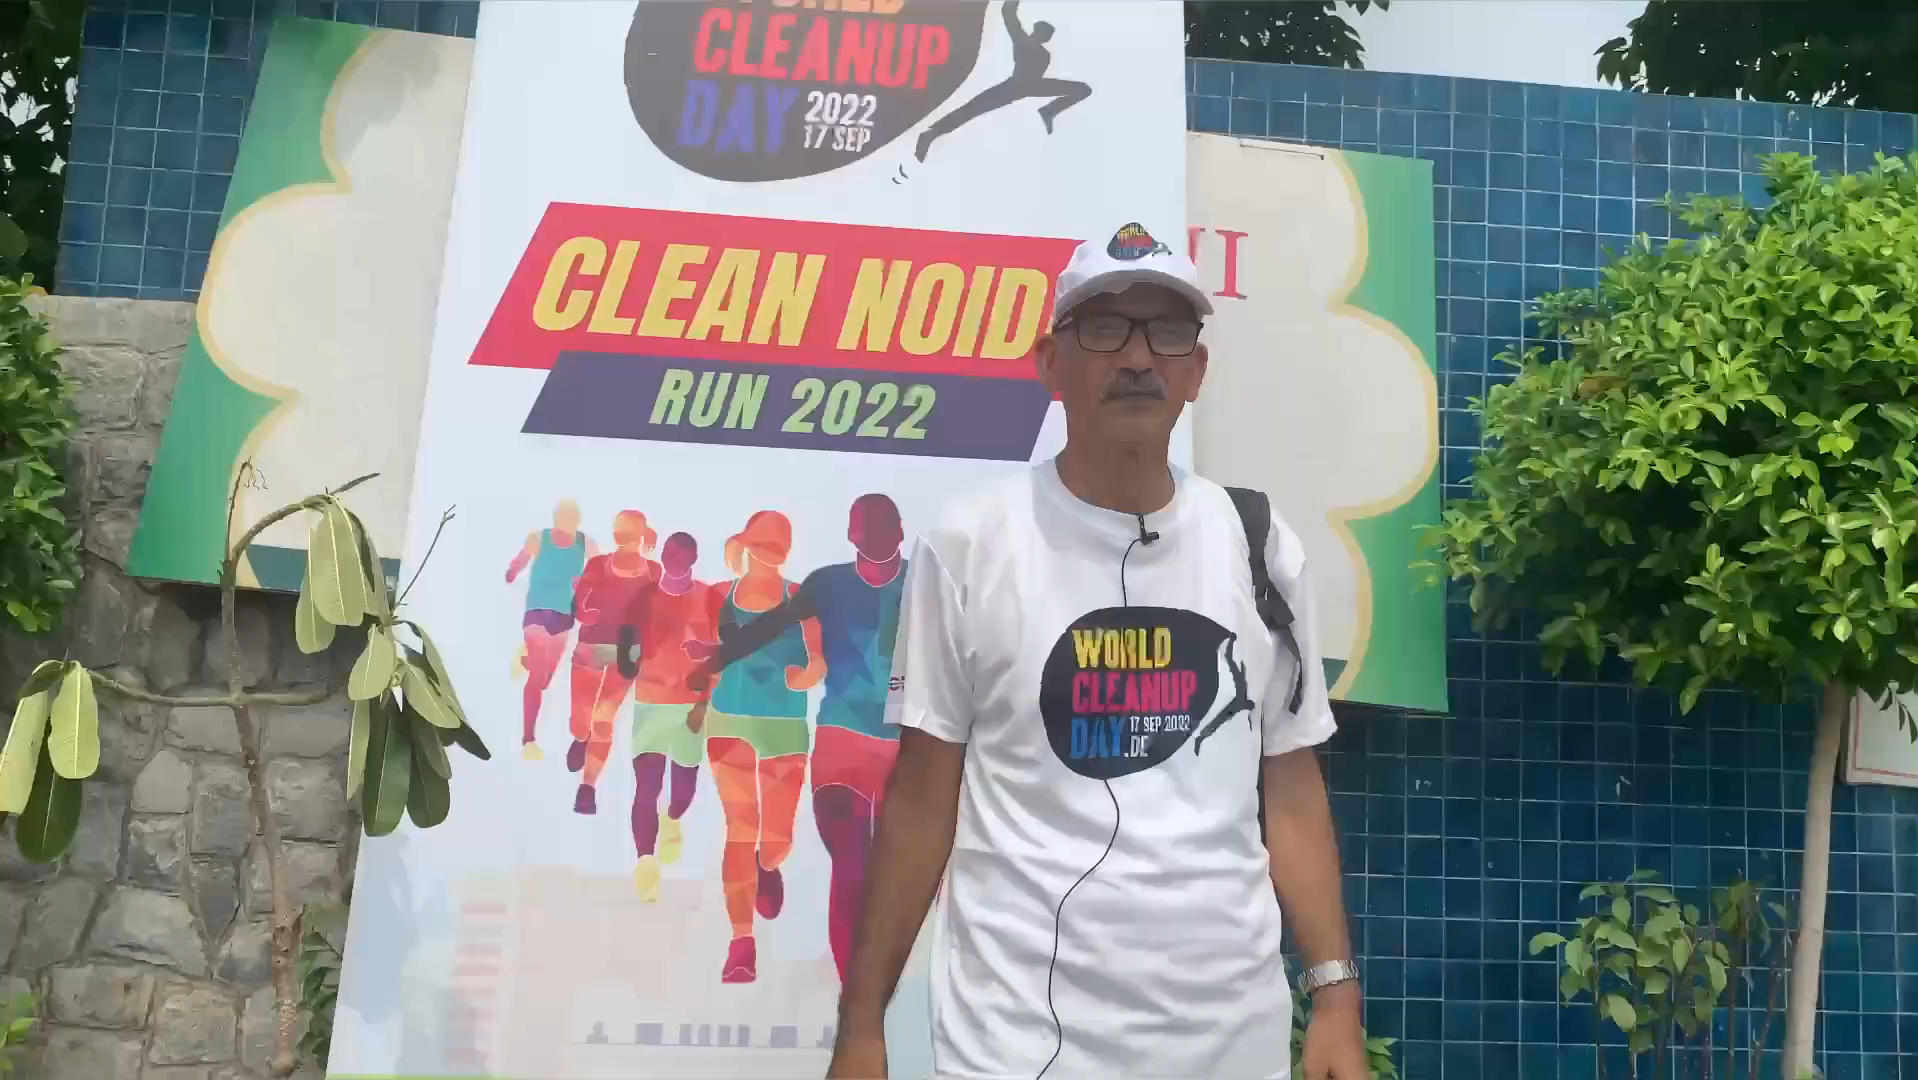 CLEANUP
DAY 2022
17 SEP
CLEAN NOID
RUN 2022
WORLD
CLEANUP
DAY 17 SEP 2022
.DE